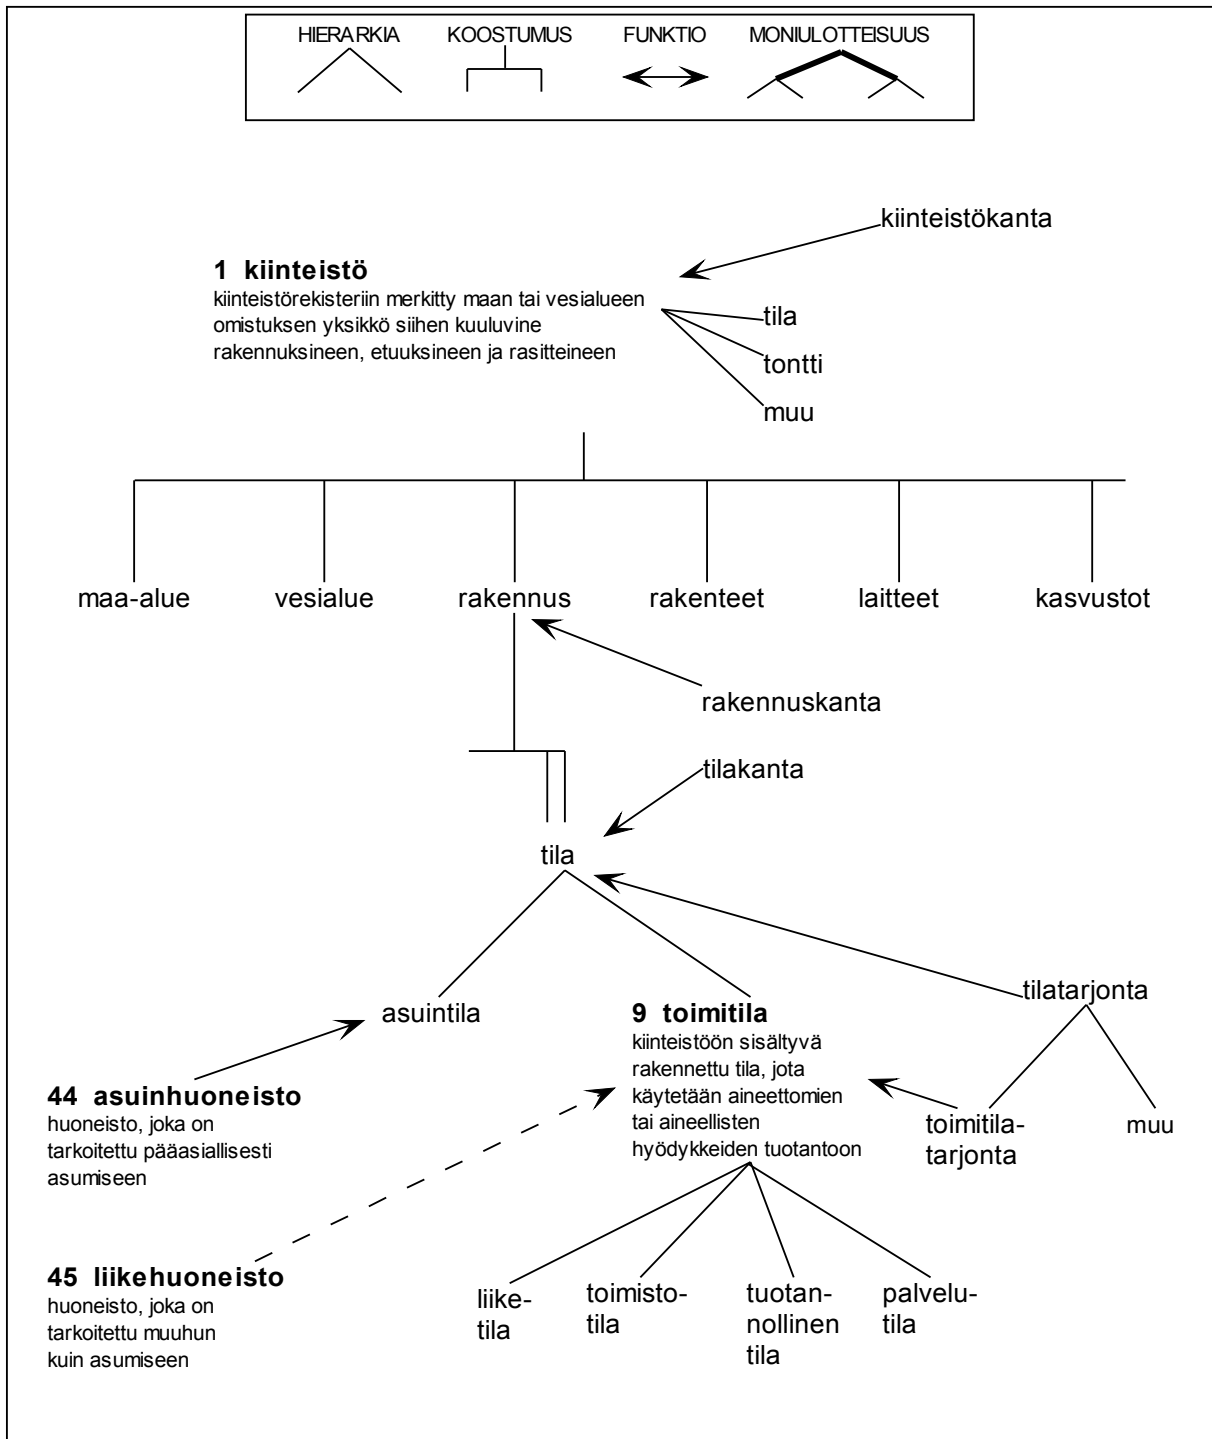 HIERARKIA KOOSTUMUS FUNKTIO MONIULOTTEISUUS
kiinteistökanta
1 kiinteistö
kiinteistörekisteriin merkitty maan tai vesialueen
omistuksen yksikkö siihen kuuluvine
rakennuksineen, etuuksineen ja rasitteineen
tila
tontti
muu
maa-alue vesialue rakennus rakenteet laitteet kasvustot
rakennuskanta
tilakanta
tila
tilatarjonta
asuintila
9 toimitila
kiinteistöön sisältyvä
rakennettu tila, jota
käytetään aineettomien
tai aineellisten
hyödykkeiden tuotantoon
44 asuinhuoneisto
huoneisto, joka on
tarkoitettu pääasiallisesti
asumiseen
toimitila-
tarjonta
muu
45 liikehuoneisto
huoneisto, joka on
tarkoitettu muuhun
kuin asumiseen
liike-
tila
toimisto-
tila
tuotan-
nollinen
tila
palvelu-
tila